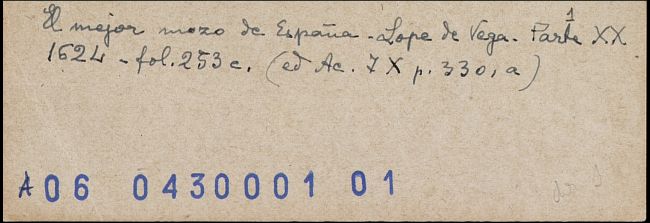 El mejor mozo de España - Lope de Vega - Parte XX
1
1624 - fol. 253 c. (ed Ac. 7 X p. 330, a)
A06 0430001 01